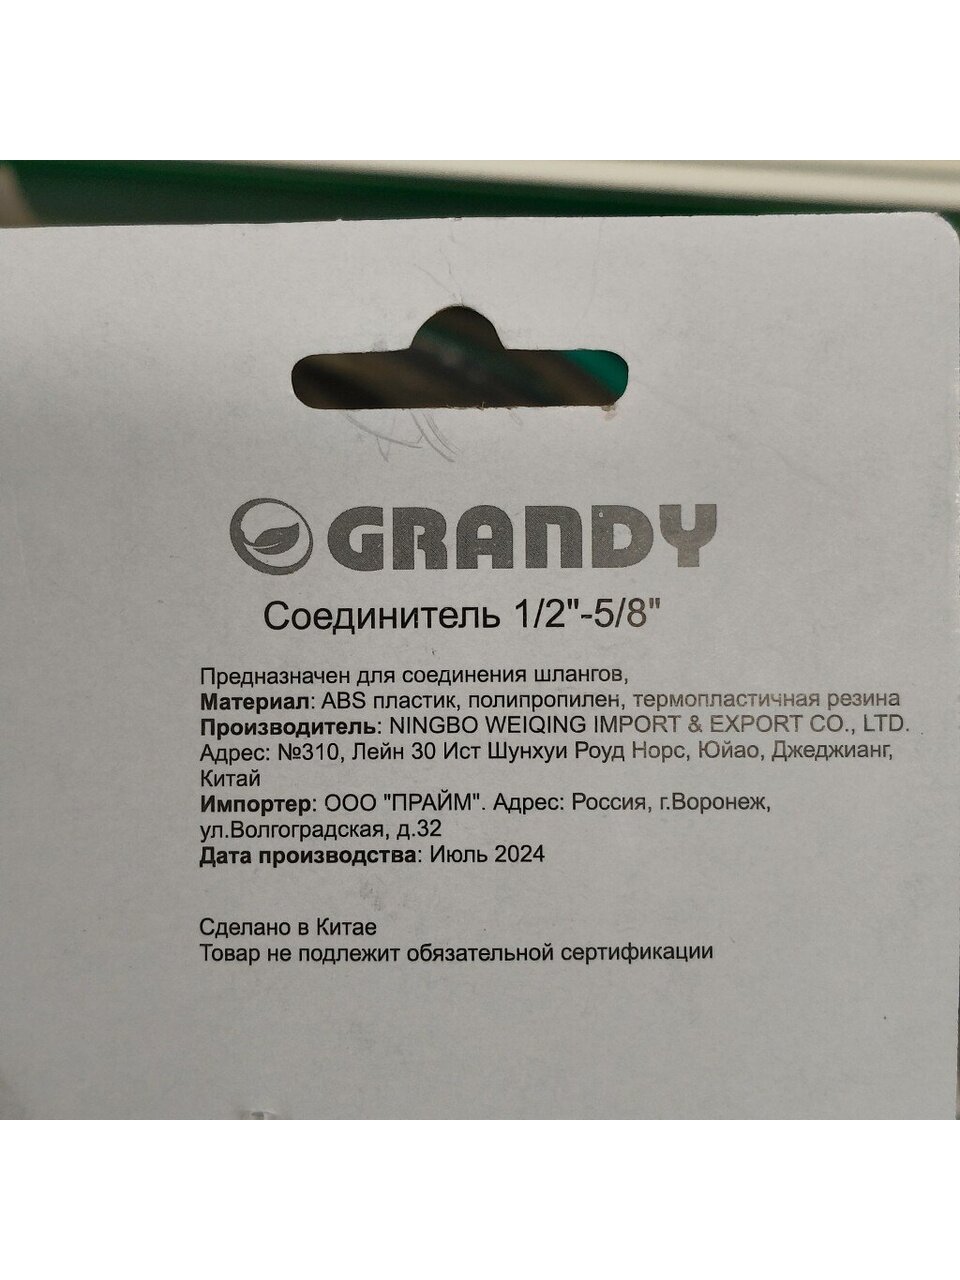 GRANDY
Соединитель 1/2"-5/8"
Предназначен для соединения шлангов,
Материал: ABS пластик, полипропилен, термопластичная резина
Производитель: NINGBO WEIQING IMPORT & EXPORT CO., LTD.
Адрес: №310, Лейн 30 Ист Шунхуи Роуд Норс, Юйао, Джеджианг,
Китай
Импортер: ООО "ПРАЙМ". Адрес: Россия, г.Воронеж,
ул.Волгоградская, д.32
Дата производства: Июль 2024
Сделано в Китае
Товар не подлежит обязательной сертификации